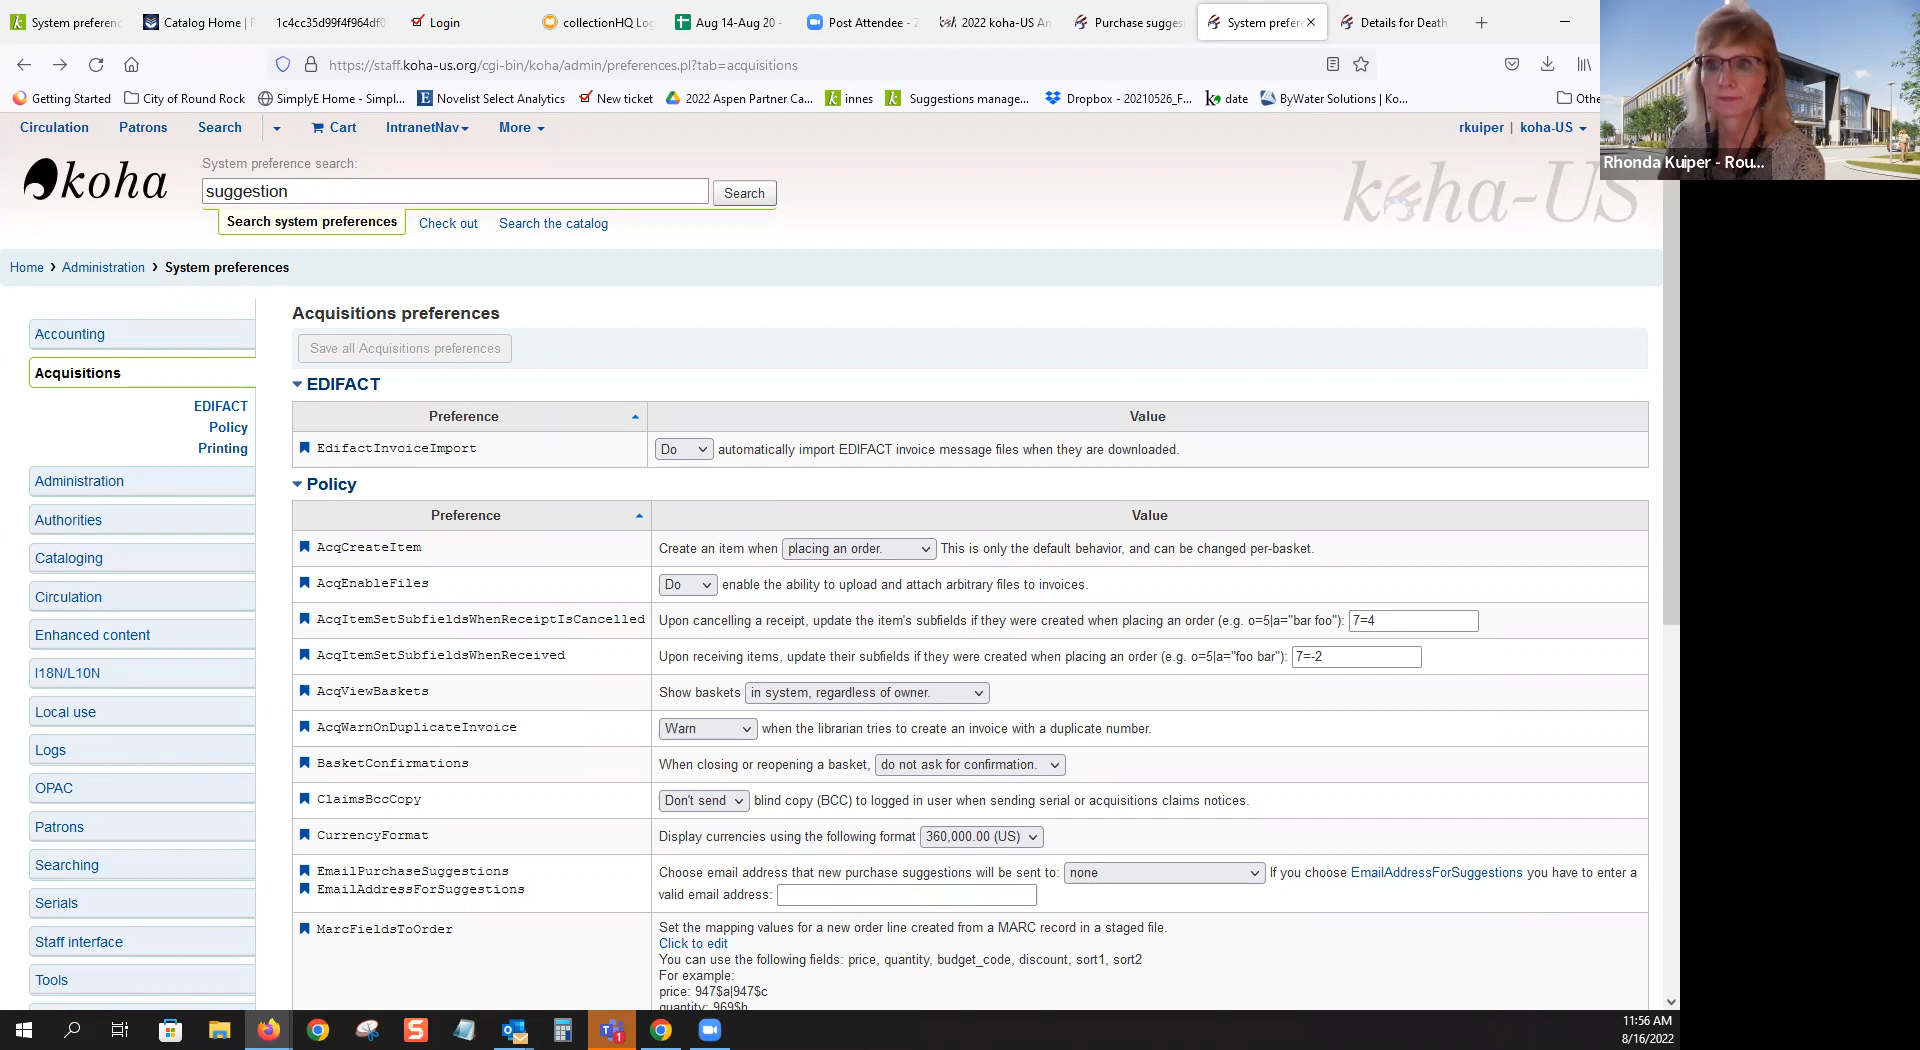 System preferenc
Catalog Home |
1c4cc35d99f4f964df0
Login
collectionHQ Log
Aug 14-Aug 20 -
Post Attendee - Z
2022 koha-US An
Purchase sugges
System prefere
Details for Death
https://staff.koha-us.org/cgi-bin/koha/admin/preferences.pl?tab=acquisitions
Getting Started City of Round Rock SimplyE Home - Simpl... Novelist Select Analytics New ticket 2022 Aspen Partner Ca... innes Suggestions manage... Dropbox - 20210526_F... date ByWater Solutions | Ko... Othe
Circulation Patrons Search Cart IntranetNav More rkuiper | koha-US
Rhonda Kuiper - Rou...
koha
System preference search:
suggestion
Search
koha-US
Search system preferences Check out Search the catalog
Home › Administration › System preferences
Accounting
Acquisitions
EDIFACT
Policy
Printing
Administration
Authorities
Cataloging
Circulation
Enhanced content
I18N/L10N
Local use
Logs
OPAC
Patrons
Searching
Serials
Staff interface
Tools
Acquisitions preferences
Save all Acquisitions preferences
EDIFACT
Preference Value
EdifactInvoiceImport Do automatically import EDIFACT invoice message files when they are downloaded.
Policy
Preference Value
AcqCreateItem Create an item when placing an order. This is only the default behavior, and can be changed per-basket.
AcqEnableFiles Do enable the ability to upload and attach arbitrary files to invoices.
AcqItemSetSubfieldsWhenReceiptIsCancelled Upon cancelling a receipt, update the item's subfields if they were created when placing an order (e.g. o=5|a="bar foo"): 7=4
AcqItemSetSubfieldsWhenReceived Upon receiving items, update their subfields if they were created when placing an order (e.g. o=5|a="foo bar"): 7=-2
AcqViewBaskets Show baskets in system, regardless of owner.
AcqWarnOnDuplicateInvoice Warn when the librarian tries to create an invoice with a duplicate number.
BasketConfirmations When closing or reopening a basket, do not ask for confirmation.
ClaimsBccCopy Don't send blind copy (BCC) to logged in user when sending serial or acquisitions claims notices.
CurrencyFormat Display currencies using the following format 360,000.00 (US)
EmailPurchaseSuggestions Choose email address that new purchase suggestions will be sent to: none If you choose EmailAddressForSuggestions you have to enter a
EmailAddressForSuggestions valid email address:
MarcFieldsToOrder Set the mapping values for a new order line created from a MARC record in a staged file.
Click to edit
You can use the following fields: price, quantity, budget_code, discount, sort1, sort2
For example:
price: 947$a|947$c
quantity: 969$h
11:56 AM
8/16/2022